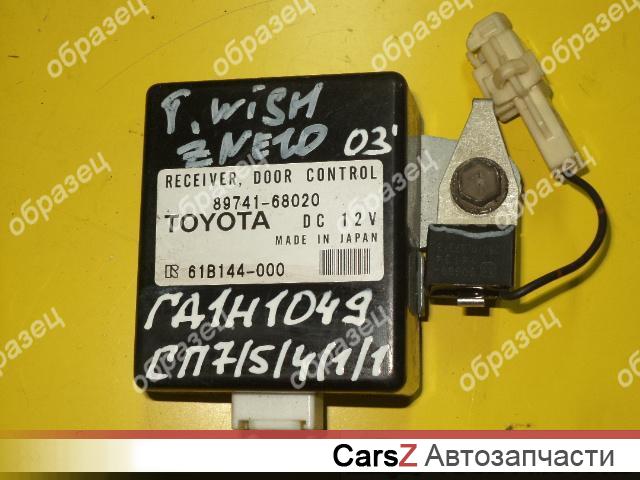 T. WiSH
ZNE10 03'
RECEIVER, DOOR CONTROL
89741-68020
TOYOTA DC 12V
MADE IN JAPAN
61B144-000
ГА1Н1049
СП7/5/4/1/1
CarsZ Автозапчасти
образец
образец
образец
образец
образец
образец
образец
образец
образец
образец
образец